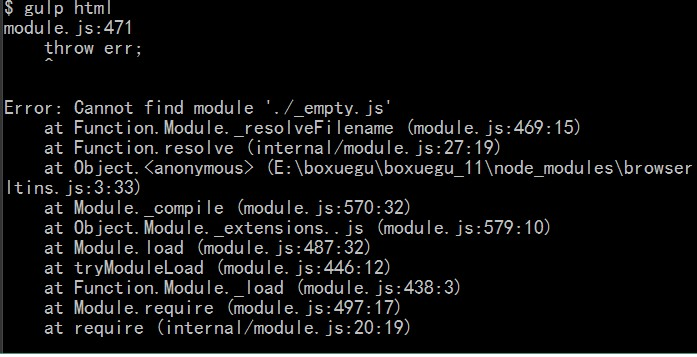 $ gulp html
module.js:471
    throw err;
    ^

Error: Cannot find module './_empty.js'
    at Function.Module._resolveFilename (module.js:469:15)
    at Function.resolve (internal/module.js:27:19)
    at Object.<anonymous> (E:\boxuegu\boxuegu_11\node_modules\browser
ltins.js:3:33)
    at Module._compile (module.js:570:32)
    at Object.Module._extensions..js (module.js:579:10)
    at Module.load (module.js:487:32)
    at tryModuleLoad (module.js:446:12)
    at Function.Module._load (module.js:438:3)
    at Module.require (module.js:497:17)
    at require (internal/module.js:20:19)